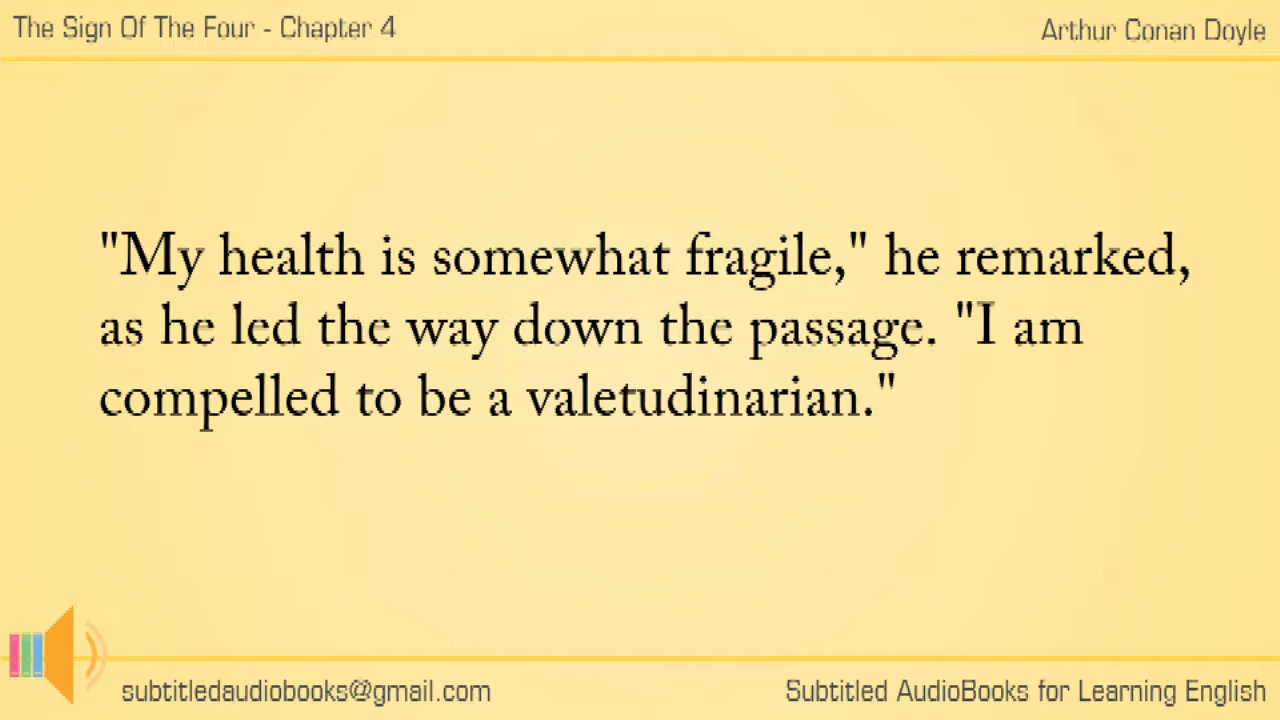 The Sign Of The Four - Chapter 4
Arthur Conan Doyle
"My health is somewhat fragile," he remarked,
as he led the way down the passage. "I am
compelled to be a valetudinarian."
subtitledaudiobooks@gmail.com
Subtitled AudioBooks for Learning English